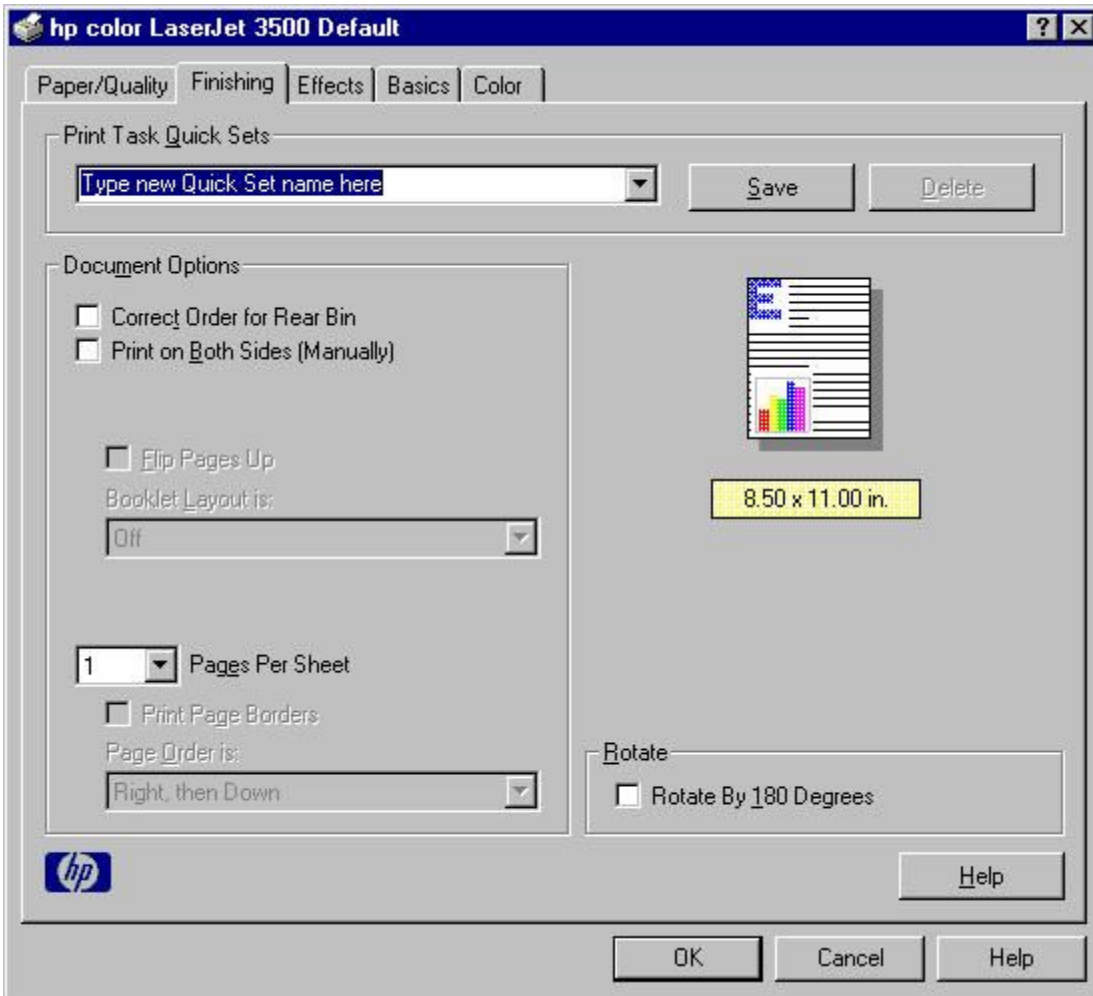 hp color LaserJet 3500 Default
Paper/Quality Finishing Effects Basics Color
Print Task Quick Sets
Type new Quick Set name here Save Delete
Document Options
Correct Order for Rear Bin
Print on Both Sides (Manually)
E
Flip Pages Up
Booklet Layout is:
8.50 x 11.00 in.
Off
1 Pages Per Sheet
Print Page Borders
Page Order is:
Right, then Down
Rotate
Rotate By 180 Degrees
hp
Help
OK Cancel Help